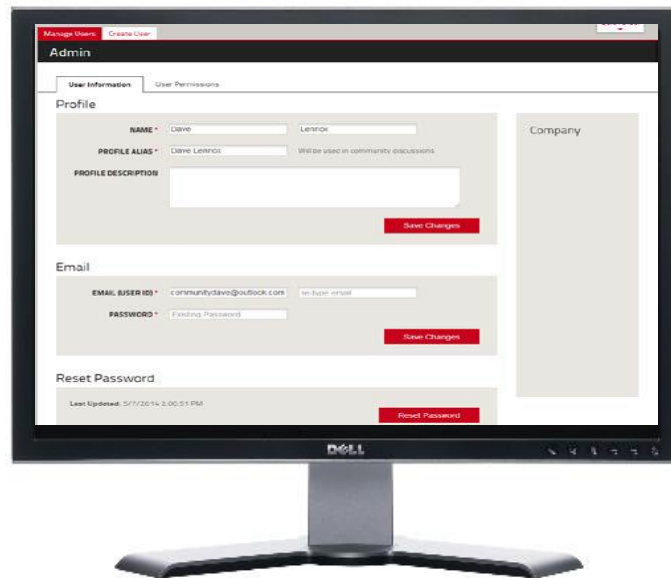 Manage Users Create User
Admin
User Information User Permissions
Profile
Company
NAME * Dave Lennox
PROFILE ALIAS * Dave Lennox Will be used in community discussions
PROFILE DESCRIPTION
Save Changes
Email
EMAIL (USER ID) * communitydave@outlook.com re-type email
PASSWORD * Existing Password
Save Changes
Reset Password
Last Updated: 5/7/2014 2:00:51 PM
Reset Password
DELL